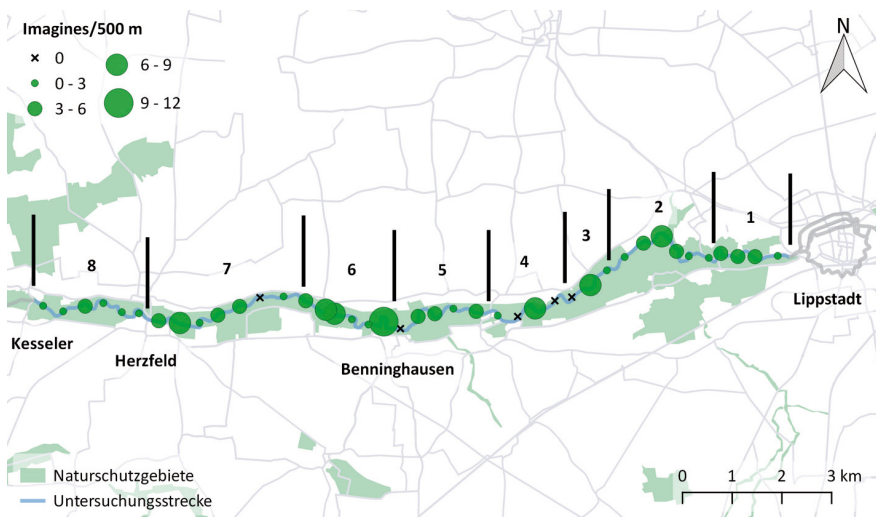 Imagines/500 m
× 0
0 - 3
3 - 6
6 - 9
9 - 12
N
1
2
3
4
5
6
7
8
Lippstadt
Kesseler
Herzfeld
Benninghausen
Naturschutzgebiete
Untersuchungsstrecke
0 1 2 3 km